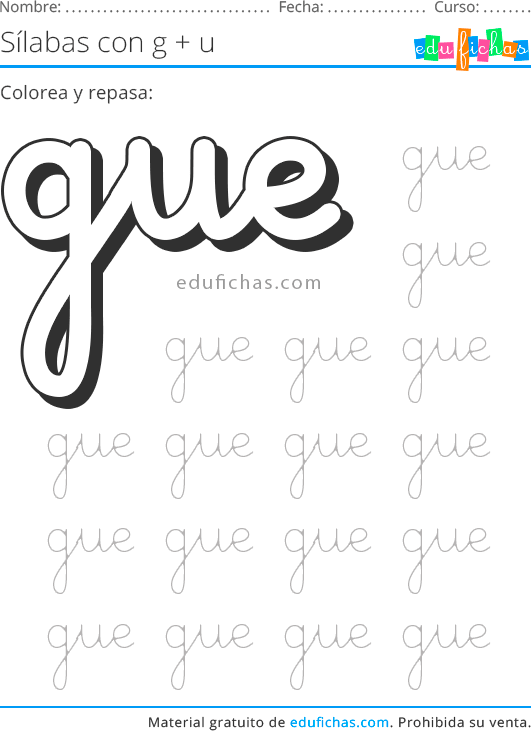 Nombre: ................................ Fecha: ............... Curso: .......
Sílabas con g + u
edufichas
Colorea y repasa:
gue
gue
gue
edufichas.com
gue gue gue
gue gue gue gue
gue gue gue gue
gue gue gue gue
Material gratuito de edufichas.com. Prohibida su venta.